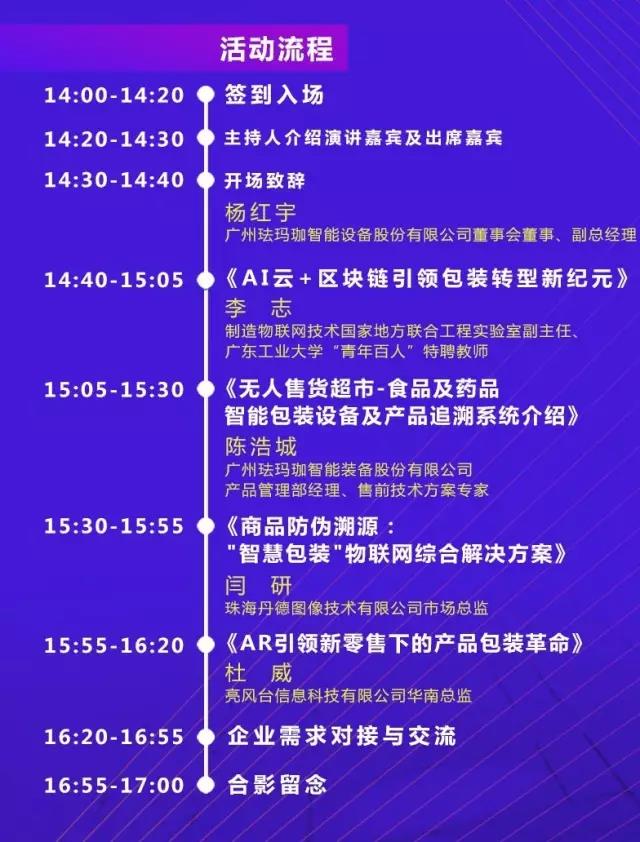 活动流程
14:00-14:20 签到入场
14:20-14:30 主持人介绍演讲嘉宾及出席嘉宾
14:30-14:40 开场致辞
杨红宇
广州珐玛珈智能设备股份有限公司董事会董事、副总经理
14:40-15:05 《AI云+区块链引领包装转型新纪元》
李 志
制造物联网技术国家地方联合工程实验室副主任、
广东工业大学“青年百人”特聘教师
15:05-15:30 《无人售货超市-食品及药品
智能包装设备及产品追溯系统介绍》
陈浩城
广州珐玛珈智能装备股份有限公司
产品管理部经理、售前技术方案专家
15:30-15:55 《商品防伪溯源：
"智慧包装"物联网综合解决方案》
闫 研
珠海丹德图像技术有限公司市场总监
15:55-16:20 《AR引领新零售下的产品包装革命》
杜 威
亮风台信息科技有限公司华南总监
16:20-16:55 企业需求对接与交流
16:55-17:00 合影留念